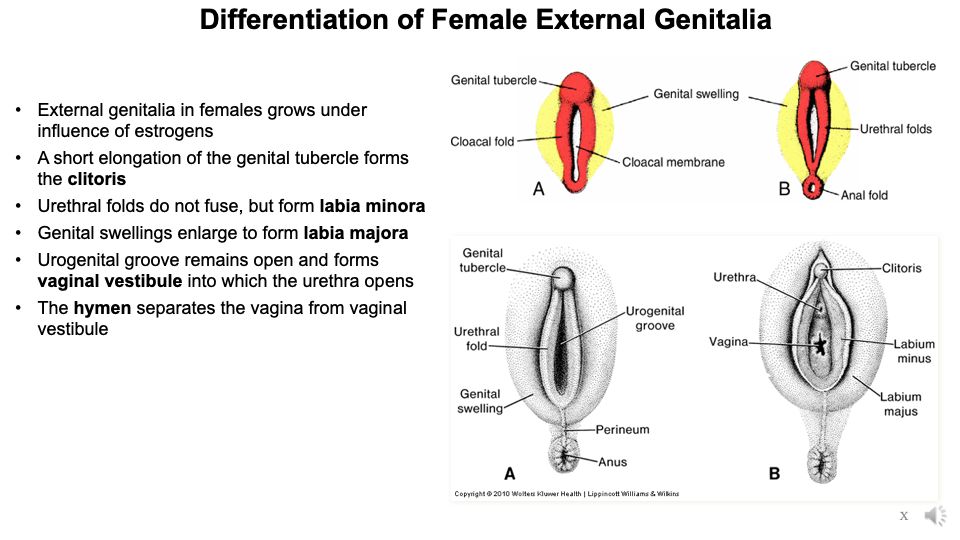 Differentiation of Female External Genitalia
• External genitalia in females grows under
influence of estrogens
• A short elongation of the genital tubercle forms
the clitoris
• Urethral folds do not fuse, but form labia minora
• Genital swellings enlarge to form labia majora
• Urogenital groove remains open and forms
vaginal vestibule into which the urethra opens
• The hymen separates the vagina from vaginal
vestibule
Genital tubercle
Genital swelling
Cloacal fold
Cloacal membrane
A
Genital tubercle
Urethral folds
Anal fold
B
Genital
tubercle
Urethral
fold
Genital
swelling
Urogenital
groove
Perineum
Anus
A
Urethra
Vagina
Clitoris
Labium
minus
Labium
majus
B
Copyright © 2010 Wolters Kluwer Health | Lippincott Williams & Wilkins
X